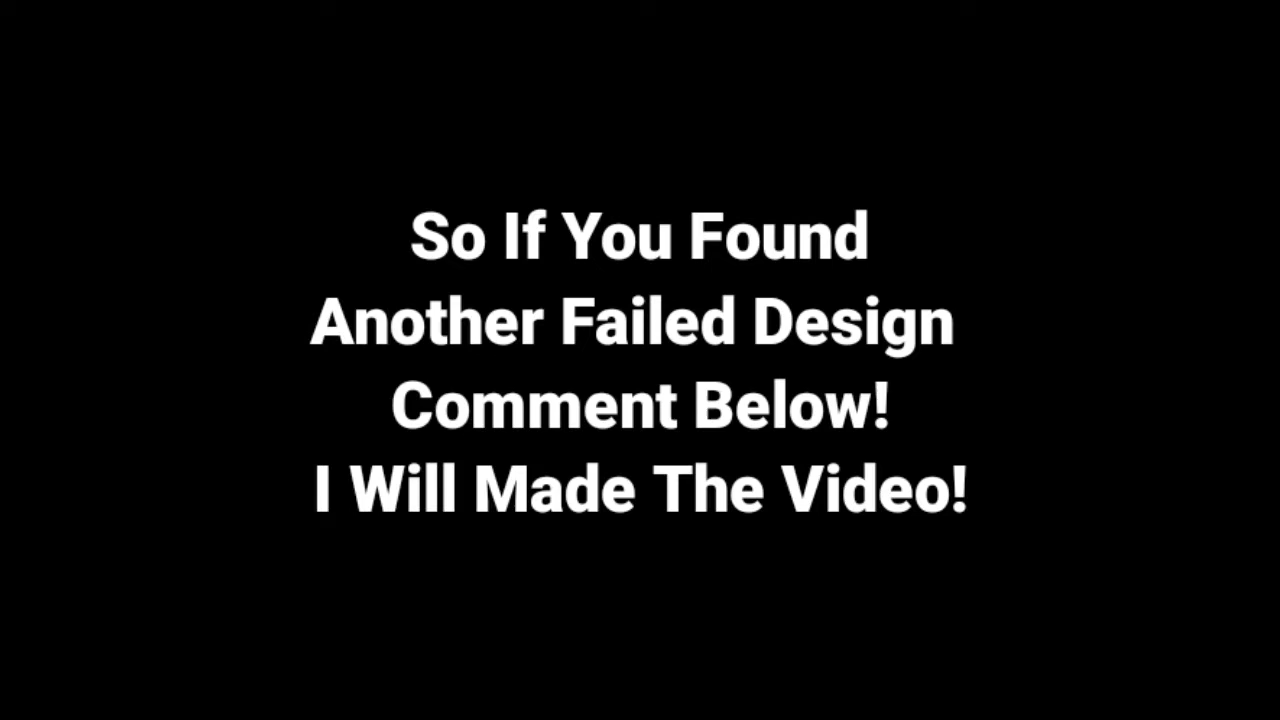 So If You Found
Another Failed Design
Comment Below!
I Will Made The Video!